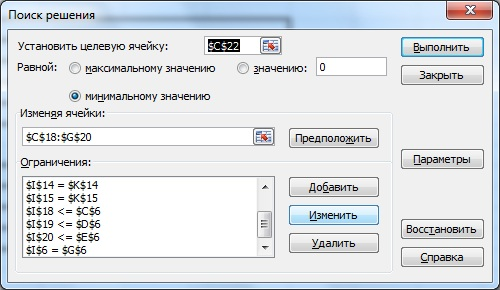 Поиск решения
Установить целевую ячейку: $C$22 Выполнить
Равной: максимальному значению значению: 0 Закрыть
минимальному значению
Изменяя ячейки:
$C$18:$G$20 Предположить
Ограничения: Параметры
$I$14 = $K$14 Добавить
$I$15 = $K$15
$I$18 <= $C$6 Изменить
$I$19 <= $D$6 Восстановить
$I$20 <= $E$6 Удалить
$I$6 = $G$6 Справка